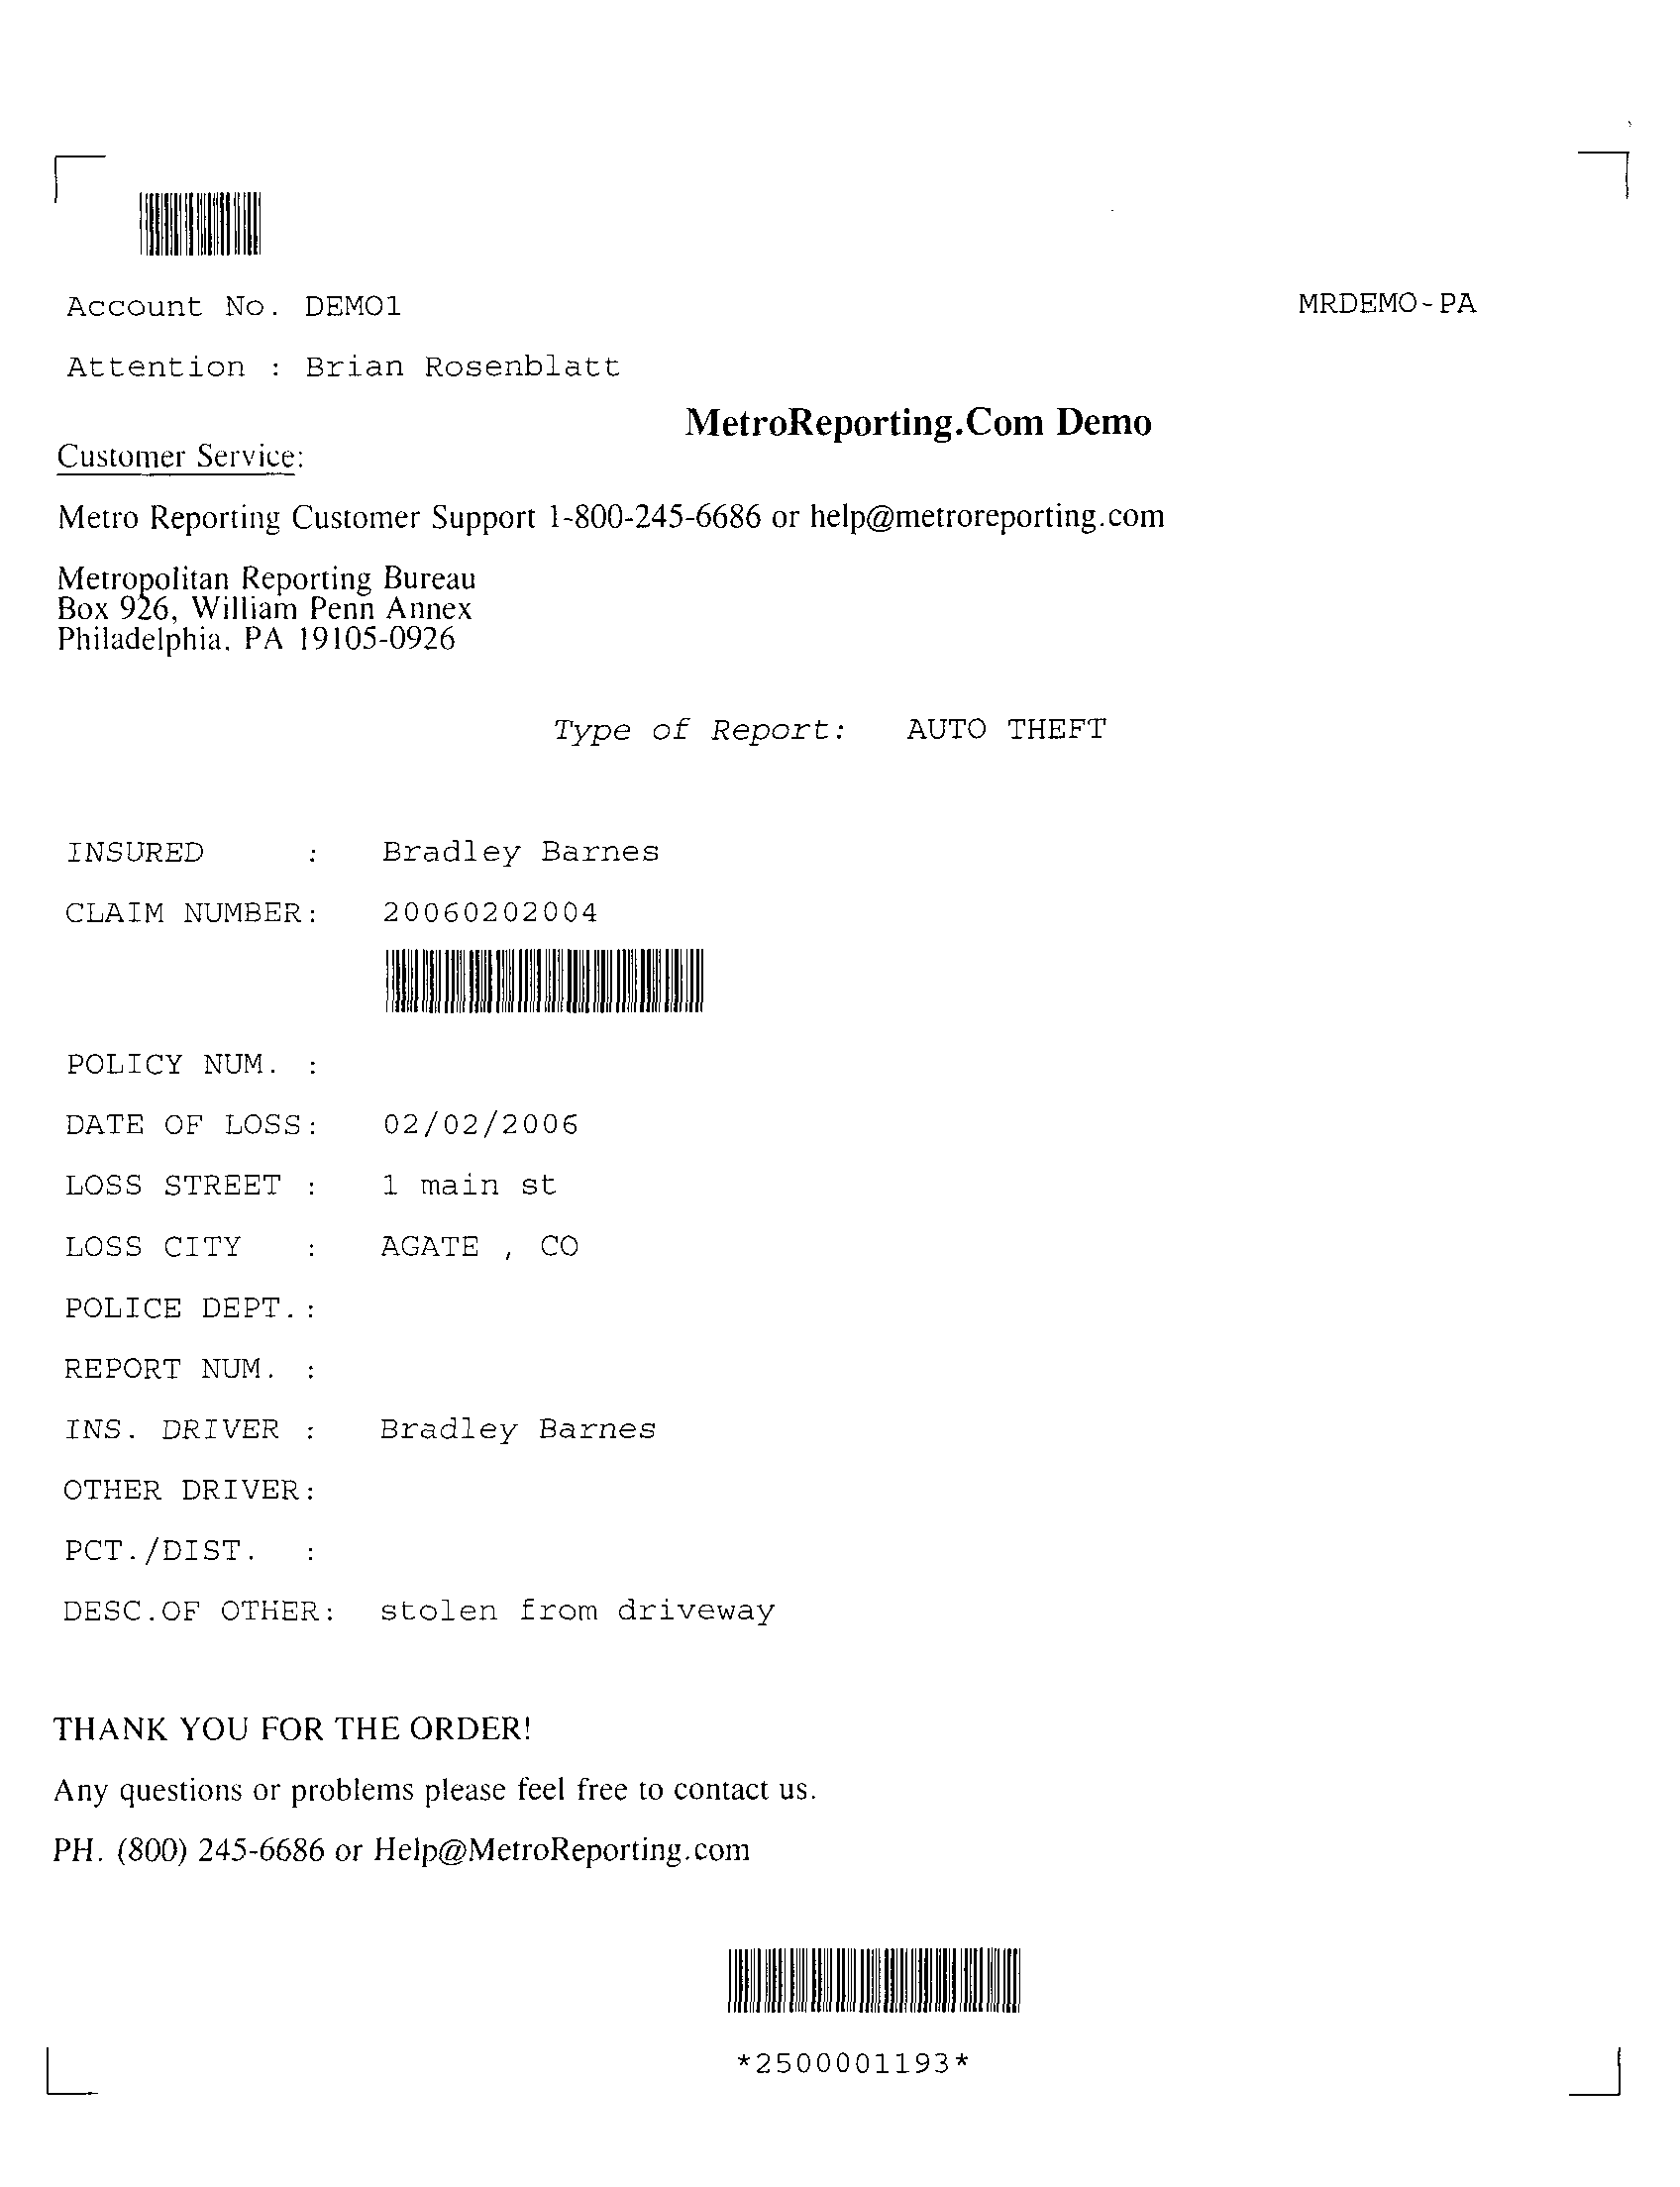 Account No. DEMO1 MRDEMO-PA
Attention : Brian Rosenblatt
MetroReporting.Com Demo
Customer Service:
Metro Reporting Customer Support 1-800-245-6686 or help@metroreporting.com
Metropolitan Reporting Bureau
Box 926, William Penn Annex
Philadelphia, PA 19105-0926
Type of Report: AUTO THEFT
INSURED : Bradley Barnes
CLAIM NUMBER: 20060202004
POLICY NUM. :
DATE OF LOSS: 02/02/2006
LOSS STREET : 1 main st
LOSS CITY : AGATE , CO
POLICE DEPT.:
REPORT NUM. :
INS. DRIVER : Bradley Barnes
OTHER DRIVER:
PCT./DIST. :
DESC.OF OTHER: stolen from driveway
THANK YOU FOR THE ORDER!
Any questions or problems please feel free to contact us.
PH. (800) 245-6686 or Help@MetroReporting.com
*2500001193*